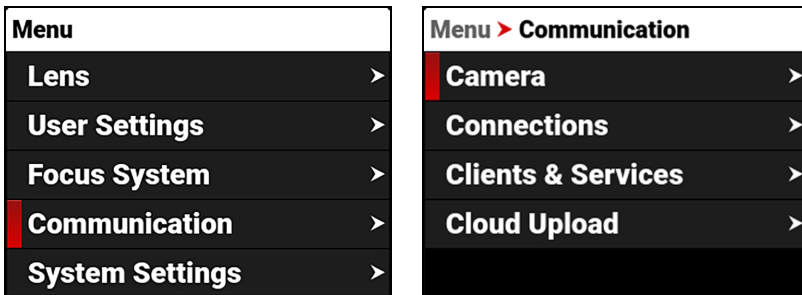 Menu
Lens
User Settings
Focus System
Communication
System Settings
Menu ➤ Communication
Camera
Connections
Clients & Services
Cloud Upload